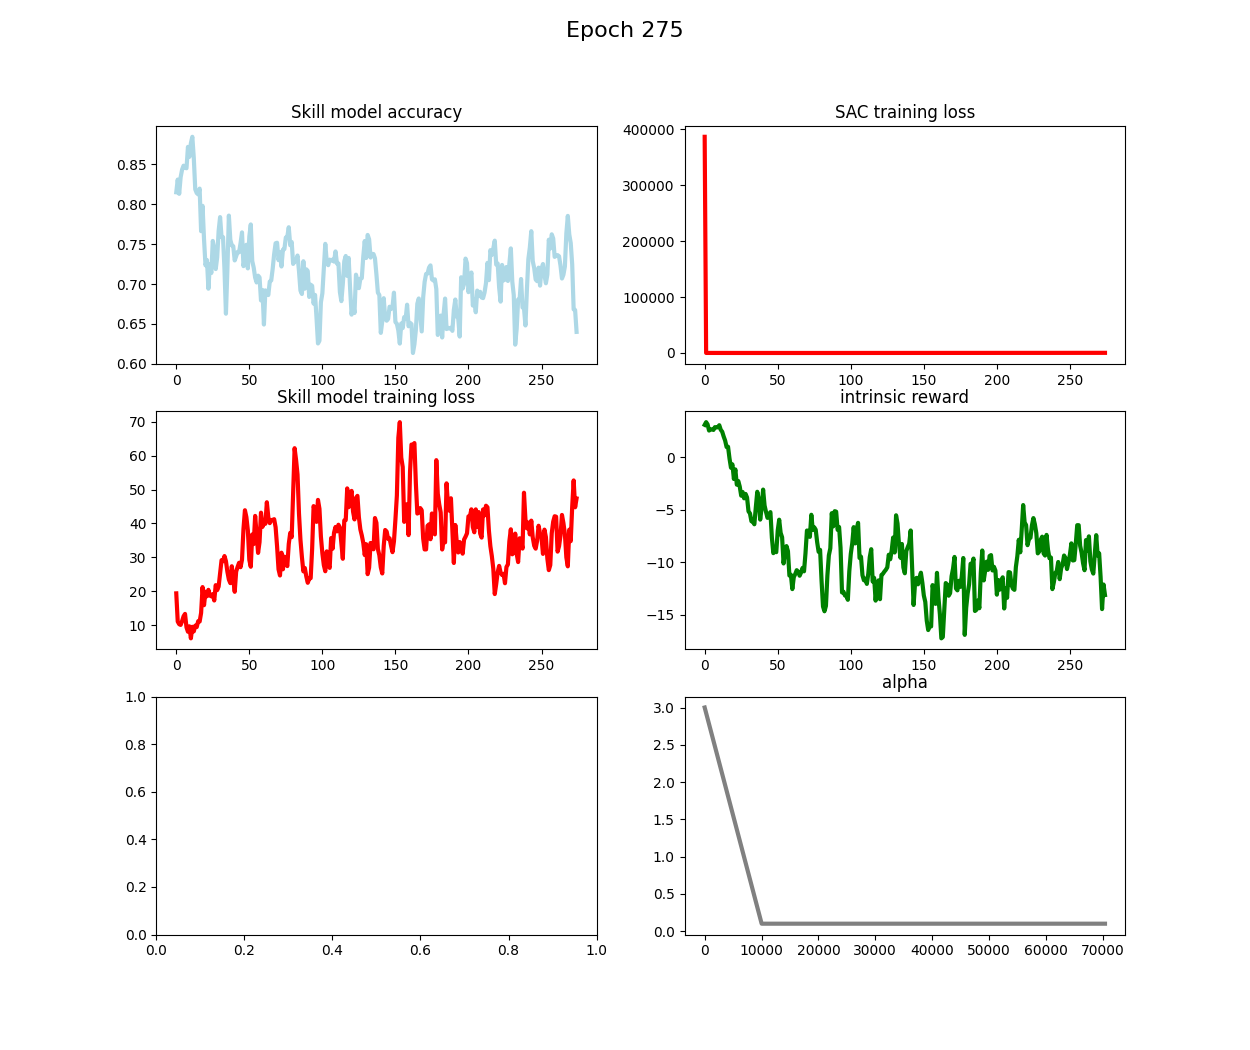 Epoch 275
Skill model accuracy
0.85
0.80
0.75
0.70
0.65
0.60
0 50 100 150 200 250
SAC training loss
400000
300000
200000
100000
0
0 50 100 150 200 250
Skill model training loss
70
60
50
40
30
20
10
0 50 100 150 200 250
intrinsic reward
0
−5
−10
−15
0 50 100 150 200 250
1.0
0.8
0.6
0.4
0.2
0.0
0.0 0.2 0.4 0.6 0.8 1.0
alpha
3.0
2.5
2.0
1.5
1.0
0.5
0.0
0 10000 20000 30000 40000 50000 60000 70000